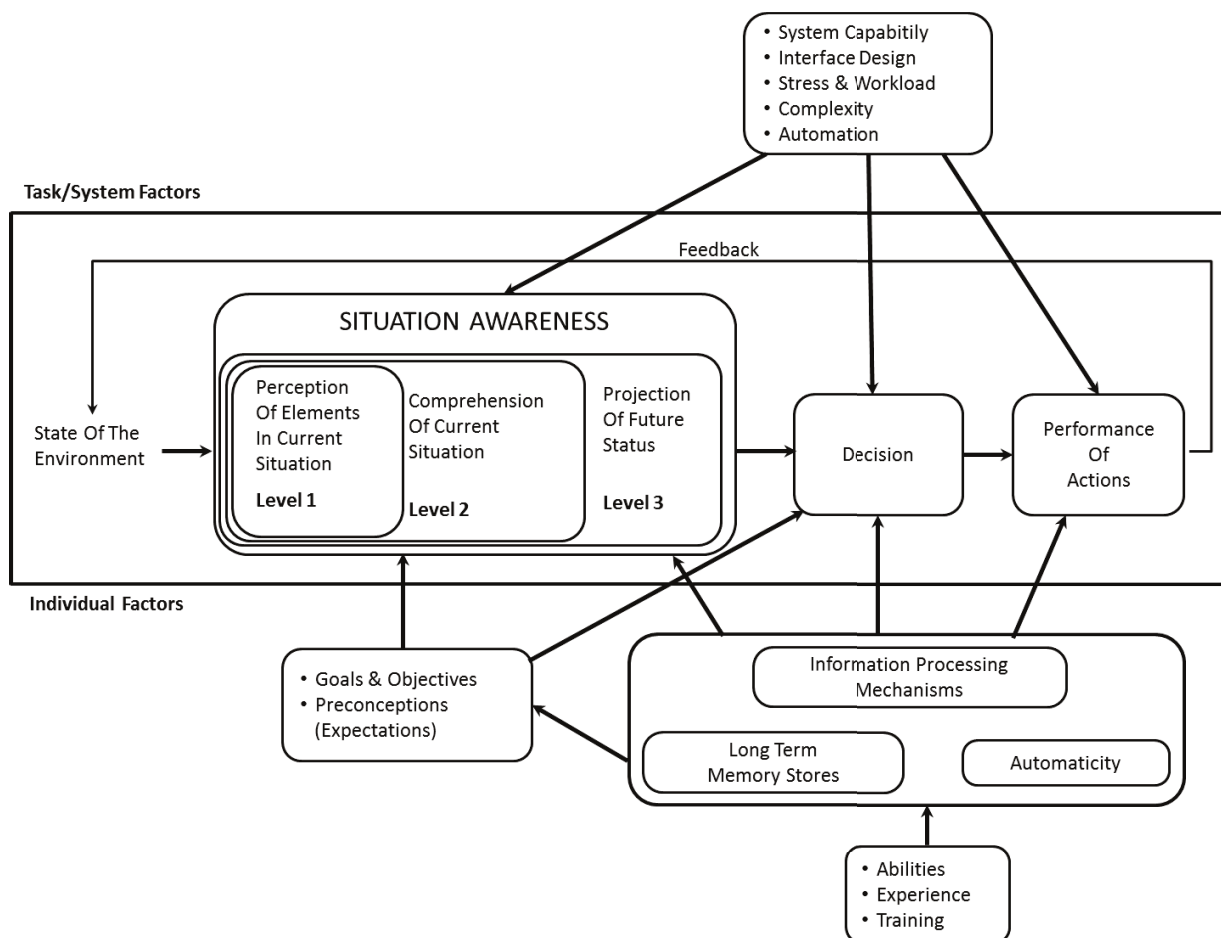 • System Capabitily
• Interface Design
• Stress & Workload
• Complexity
• Automation
Task/System Factors
Feedback
SITUATION AWARENESS
Perception
Of Elements
In Current
Situation
Level 1
Comprehension
Of Current
Situation
Level 2
Projection
Of Future
Status
Level 3
State Of The
Environment
Decision
Performance
Of
Actions
Individual Factors
• Goals & Objectives
• Preconceptions
(Expectations)
Information Processing
Mechanisms
Long Term
Memory Stores
Automaticity
• Abilities
• Experience
• Training